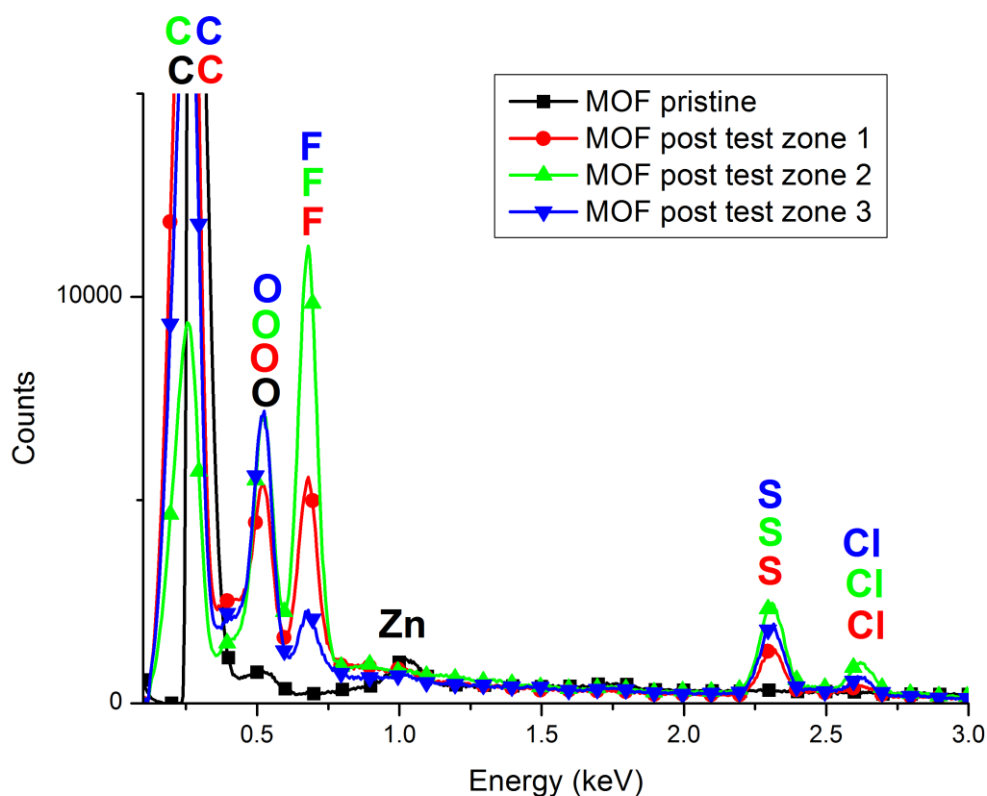 C C
C C
F
F
F
O
O
O
O
Zn
S
S
S
Cl
Cl
Cl
MOF pristine
MOF post test zone 1
MOF post test zone 2
MOF post test zone 3
10000
0
Counts
0.5 1.0 1.5 2.0 2.5 3.0
Energy (keV)